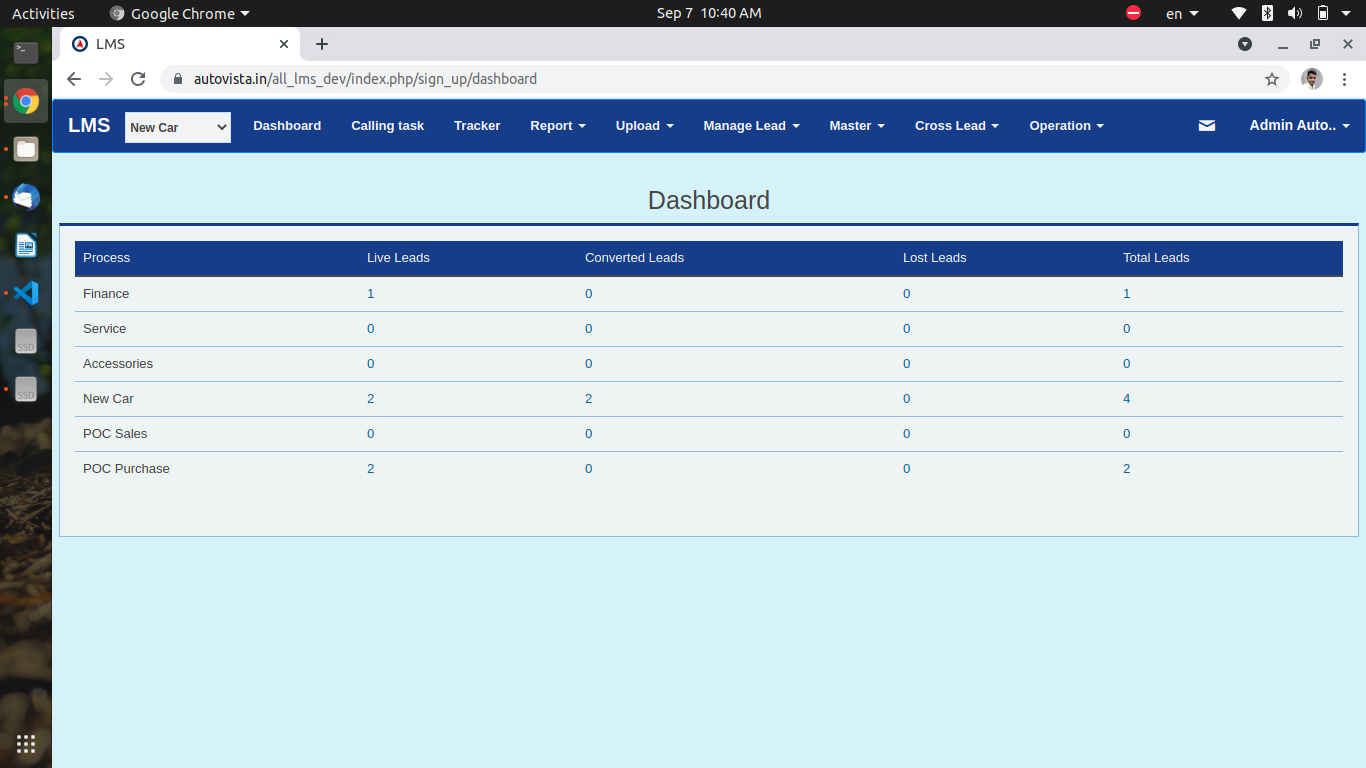 Activities Google Chrome Sep 7 10:40 AM en
LMS
autovista.in/all_lms_dev/index.php/sign_up/dashboard
LMS New Car Dashboard Calling task Tracker Report Upload Manage Lead Master Cross Lead Operation Admin Auto..
Dashboard
Process Live Leads Converted Leads Lost Leads Total Leads
Finance 1 0 0 1
Service 0 0 0 0
Accessories 0 0 0 0
New Car 2 2 0 4
POC Sales 0 0 0 0
POC Purchase 2 0 0 2
SSD
SSD